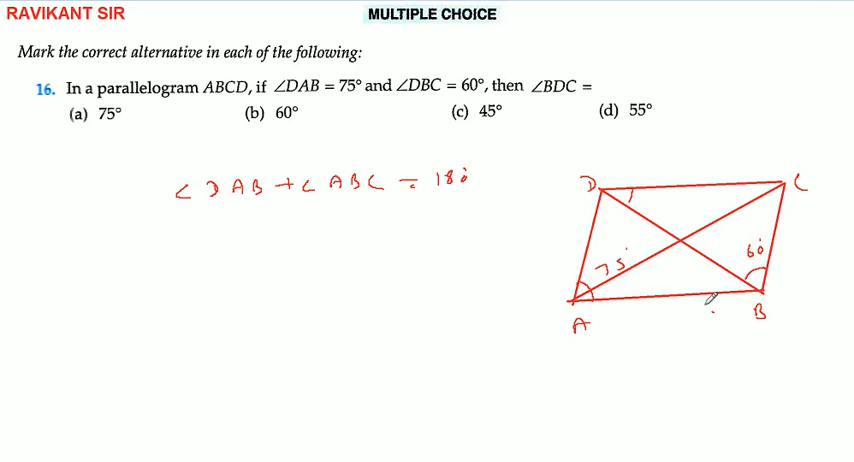 RAVIKANT SIR
MULTIPLE CHOICE
Mark the correct alternative in each of the following:
16. In a parallelogram ABCD, if ∠DAB = 75° and ∠DBC = 60°, then ∠BDC =
(a) 75° (b) 60° (c) 45° (d) 55°
∠DAB + ∠ABC = 180°
D C
60°
75°
A B